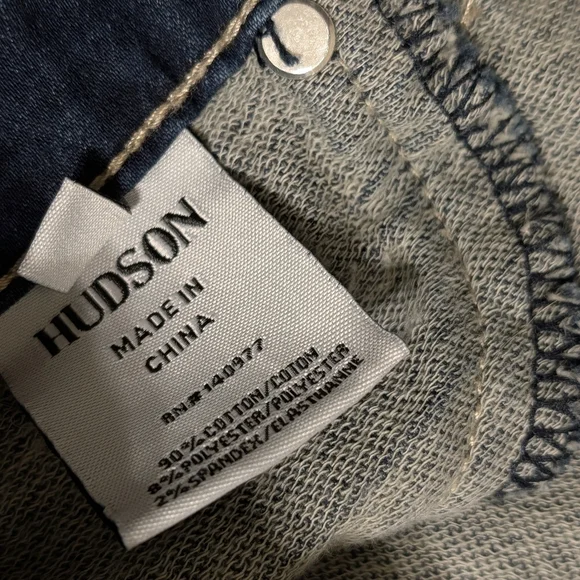 HUDSON
MADE IN
CHINA
RN# 140977
90% COTTON/COTON
8% POLYESTER/POLYESTER
2% SPANDEX/ELASTHANNE